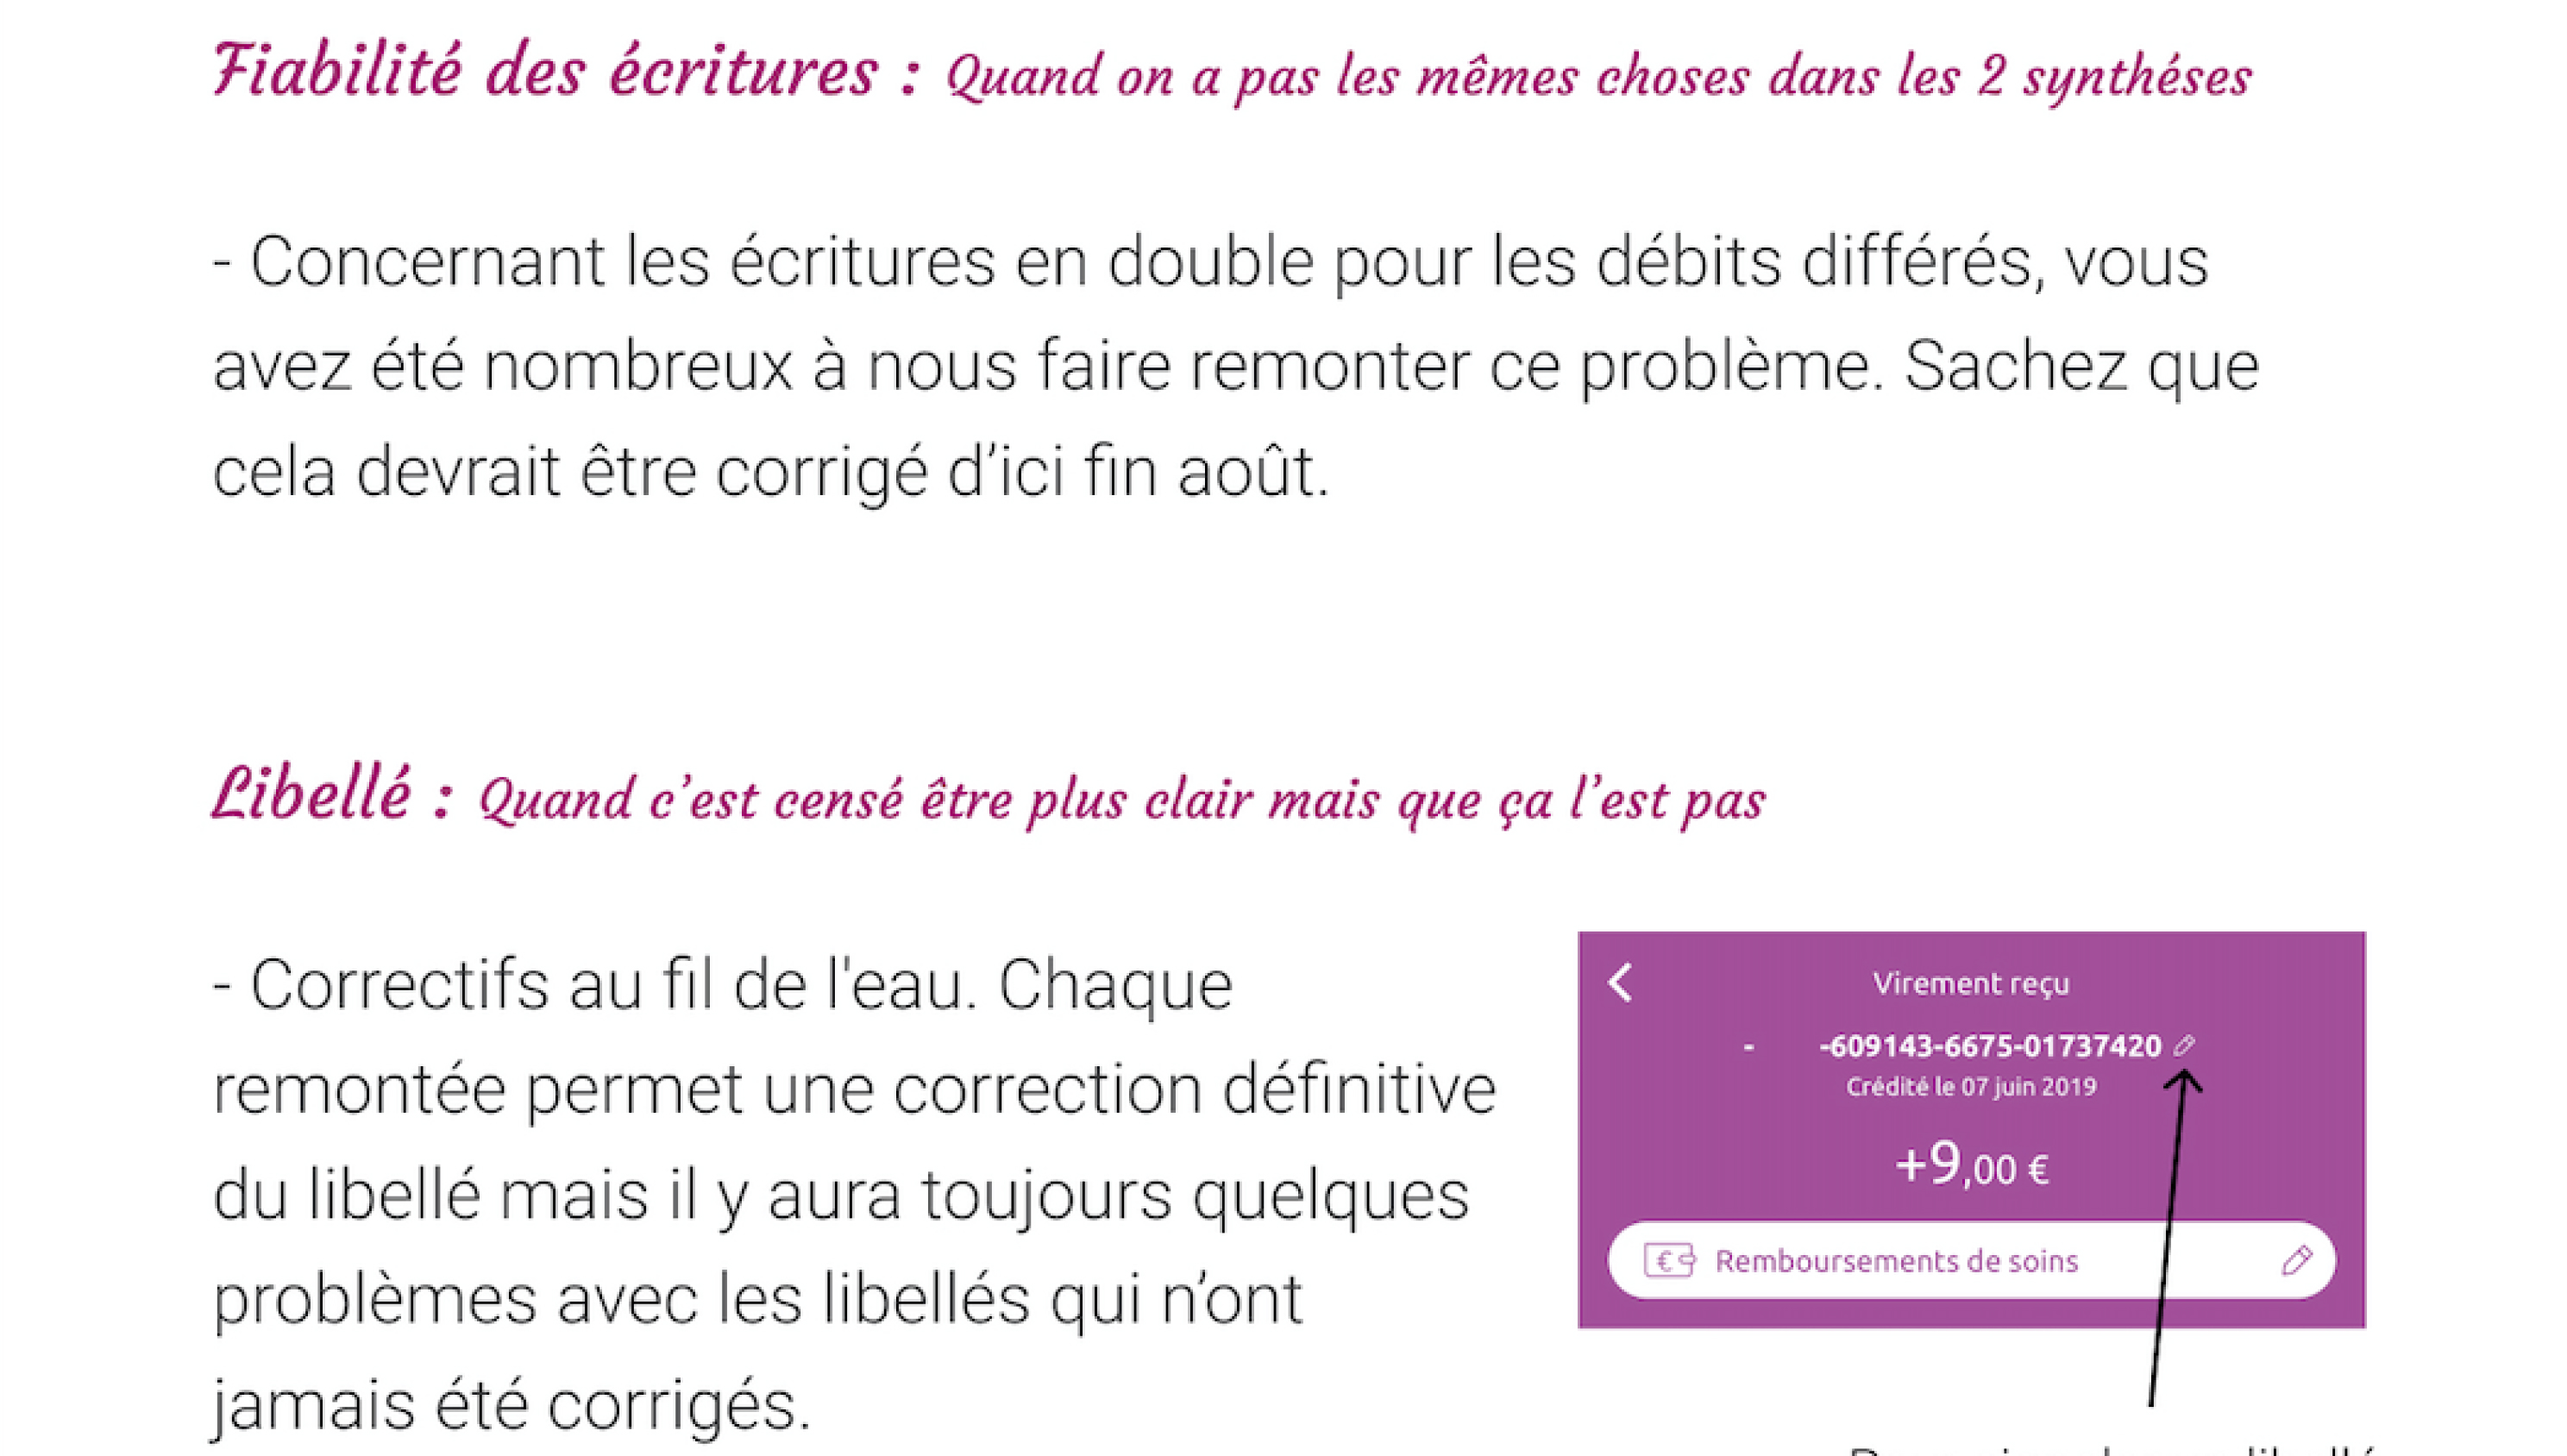 Fiabilité des écritures : Quand on a pas les mêmes choses dans les 2 synthéses
- Concernant les écritures en double pour les débits différés, vous
avez été nombreux à nous faire remonter ce problème. Sachez que
cela devrait être corrigé d’ici fin août.
Libellé : Quand c’est censé être plus clair mais que ça l’est pas
- Correctifs au fil de l'eau. Chaque
remontée permet une correction définitive
du libellé mais il y aura toujours quelques
problèmes avec les libellés qui n’ont
jamais été corrigés.
Virement reçu
- -609143-6675-01737420
Crédité le 07 juin 2019
+9,00 €
Remboursements de soins